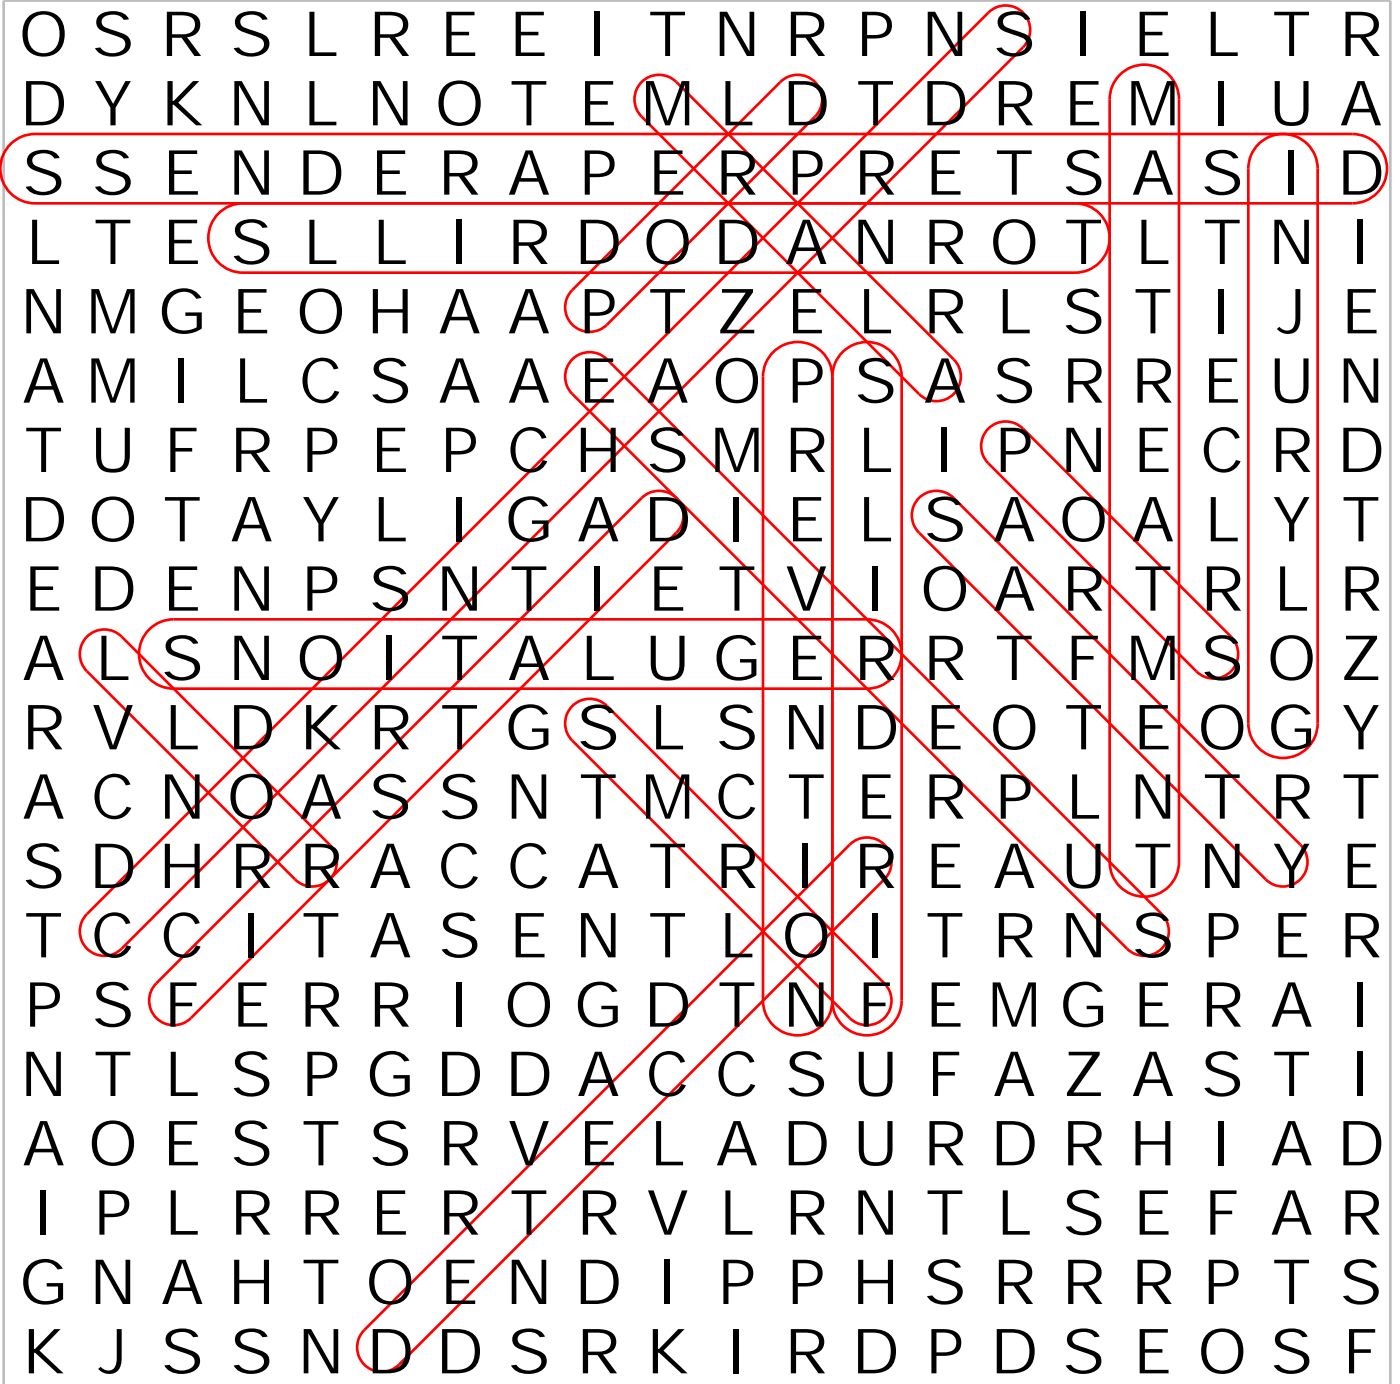 O S R S L R E E I T N R P N S I E L T R
D Y K N L N O T E M L D T D R E M I U A
S S E N D E R A P E R P R E T S A S I D
L T E S L L I R D O D A N R O T L T N I
N M G E O H A A P T Z E L R L S T I J E
A M I L C S A A E A O P S A S R R E U N
T U F R P E P C H S M R L I P N E C R D
D O T A Y L I G A D I E L S A O A L Y T
E D E N P S N T I E T V I O A R T R L R
A L S N O I T A L U G E R R T F M S O Z
R V L D K R T G S L S N D E O T E O G Y
A C N O A S S N T M C T E R P L N T R T
S D H R R A C C A T R I R E A U T N Y E
T C C I T A S E N T L O I T R N S P E R
P S F E R R I O G D T N F E M G E R A I
N T L S P G D D A C C S U F A Z A S T I
A O E S T S R V E L A D U R D R H I A D
I P L R R E R T R V L R N T L S E F A R
G N A H T O E N D I P P H S R R R P T S
K J S S N D D S R K I R D P D S E O S F